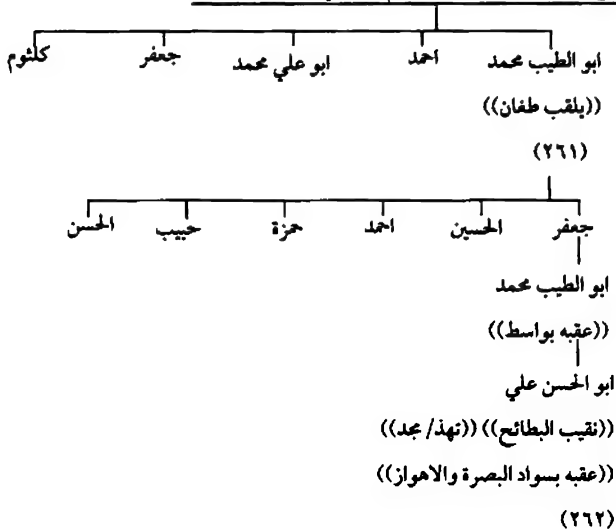 ابو الطيب محمد احمد ابو علي محمد جعفر كلثوم
((يلقب طغان))
(٢٦١)
جعفر الحسين احمد حمزة حبيب الحسن
ابو الطيب محمد
((عقبه بواسط))
ابو الحسن علي
((نقيب البطائح)) ((تهذ/ مجد))
((عقبه بسواد البصرة والاهواز))
(٢٦٢)